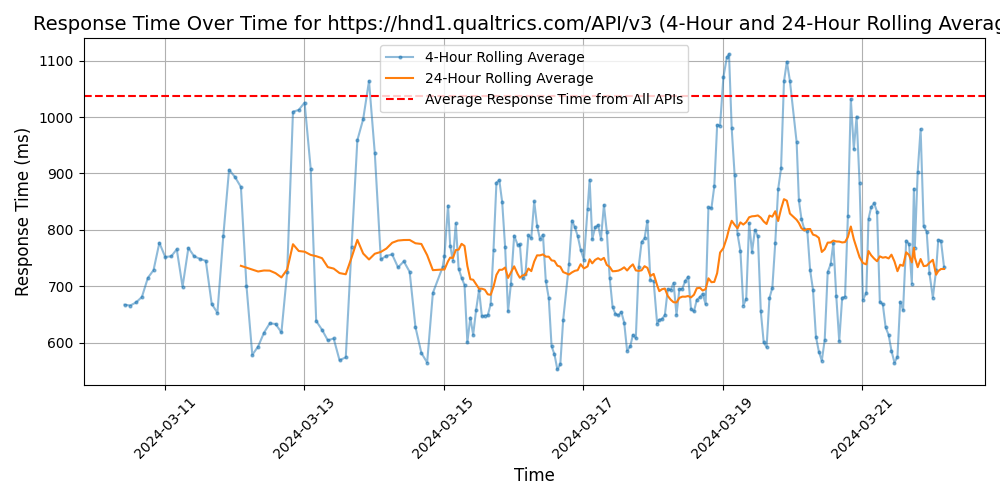 Response Time Over Time for https://hnd1.qualtrics.com/API/v3 (4-Hour and 24-Hour Rolling Averag
4-Hour Rolling Average
24-Hour Rolling Average
Average Response Time from All APIs
Response Time (ms)
1100
1000
900
800
700
600
2024-03-11
2024-03-13
2024-03-15
2024-03-17
2024-03-19
2024-03-21
Time